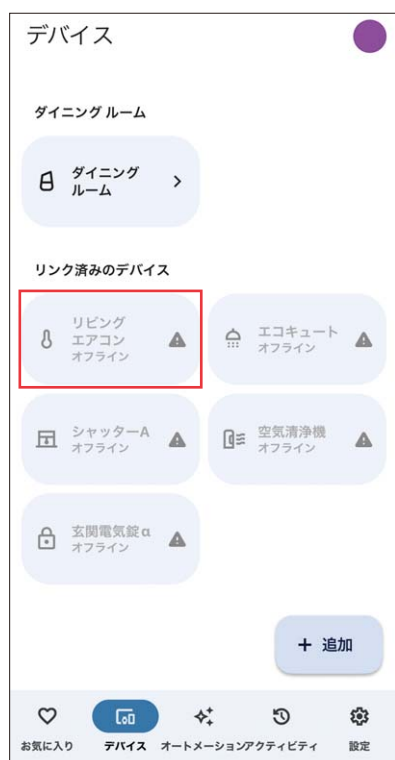 デバイス
ダイニング ルーム
ダイニング
ルーム
リンク済みのデバイス
リビング
エアコン
オフライン
エコキュート
オフライン
シャッターA
オフライン
空気清浄機
オフライン
玄関電気錠α
オフライン
+ 追加
お気に入り デバイス オートメーション アクティビティ 設定